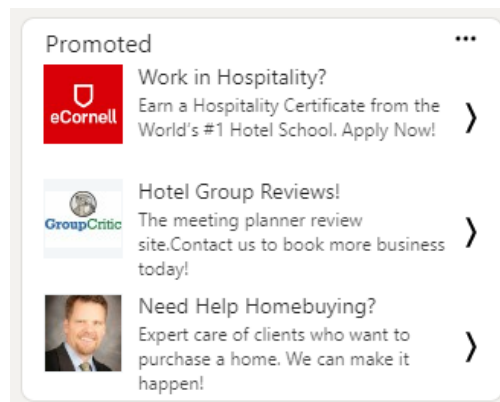 Promoted
Work in Hospitality?
eCornell
Earn a Hospitality Certificate from the
World's #1 Hotel School. Apply Now!
Hotel Group Reviews!
GroupCritic
The meeting planner review
site.Contact us to book more business
today!
Need Help Homebuying?
Expert care of clients who want to
purchase a home. We can make it
happen!